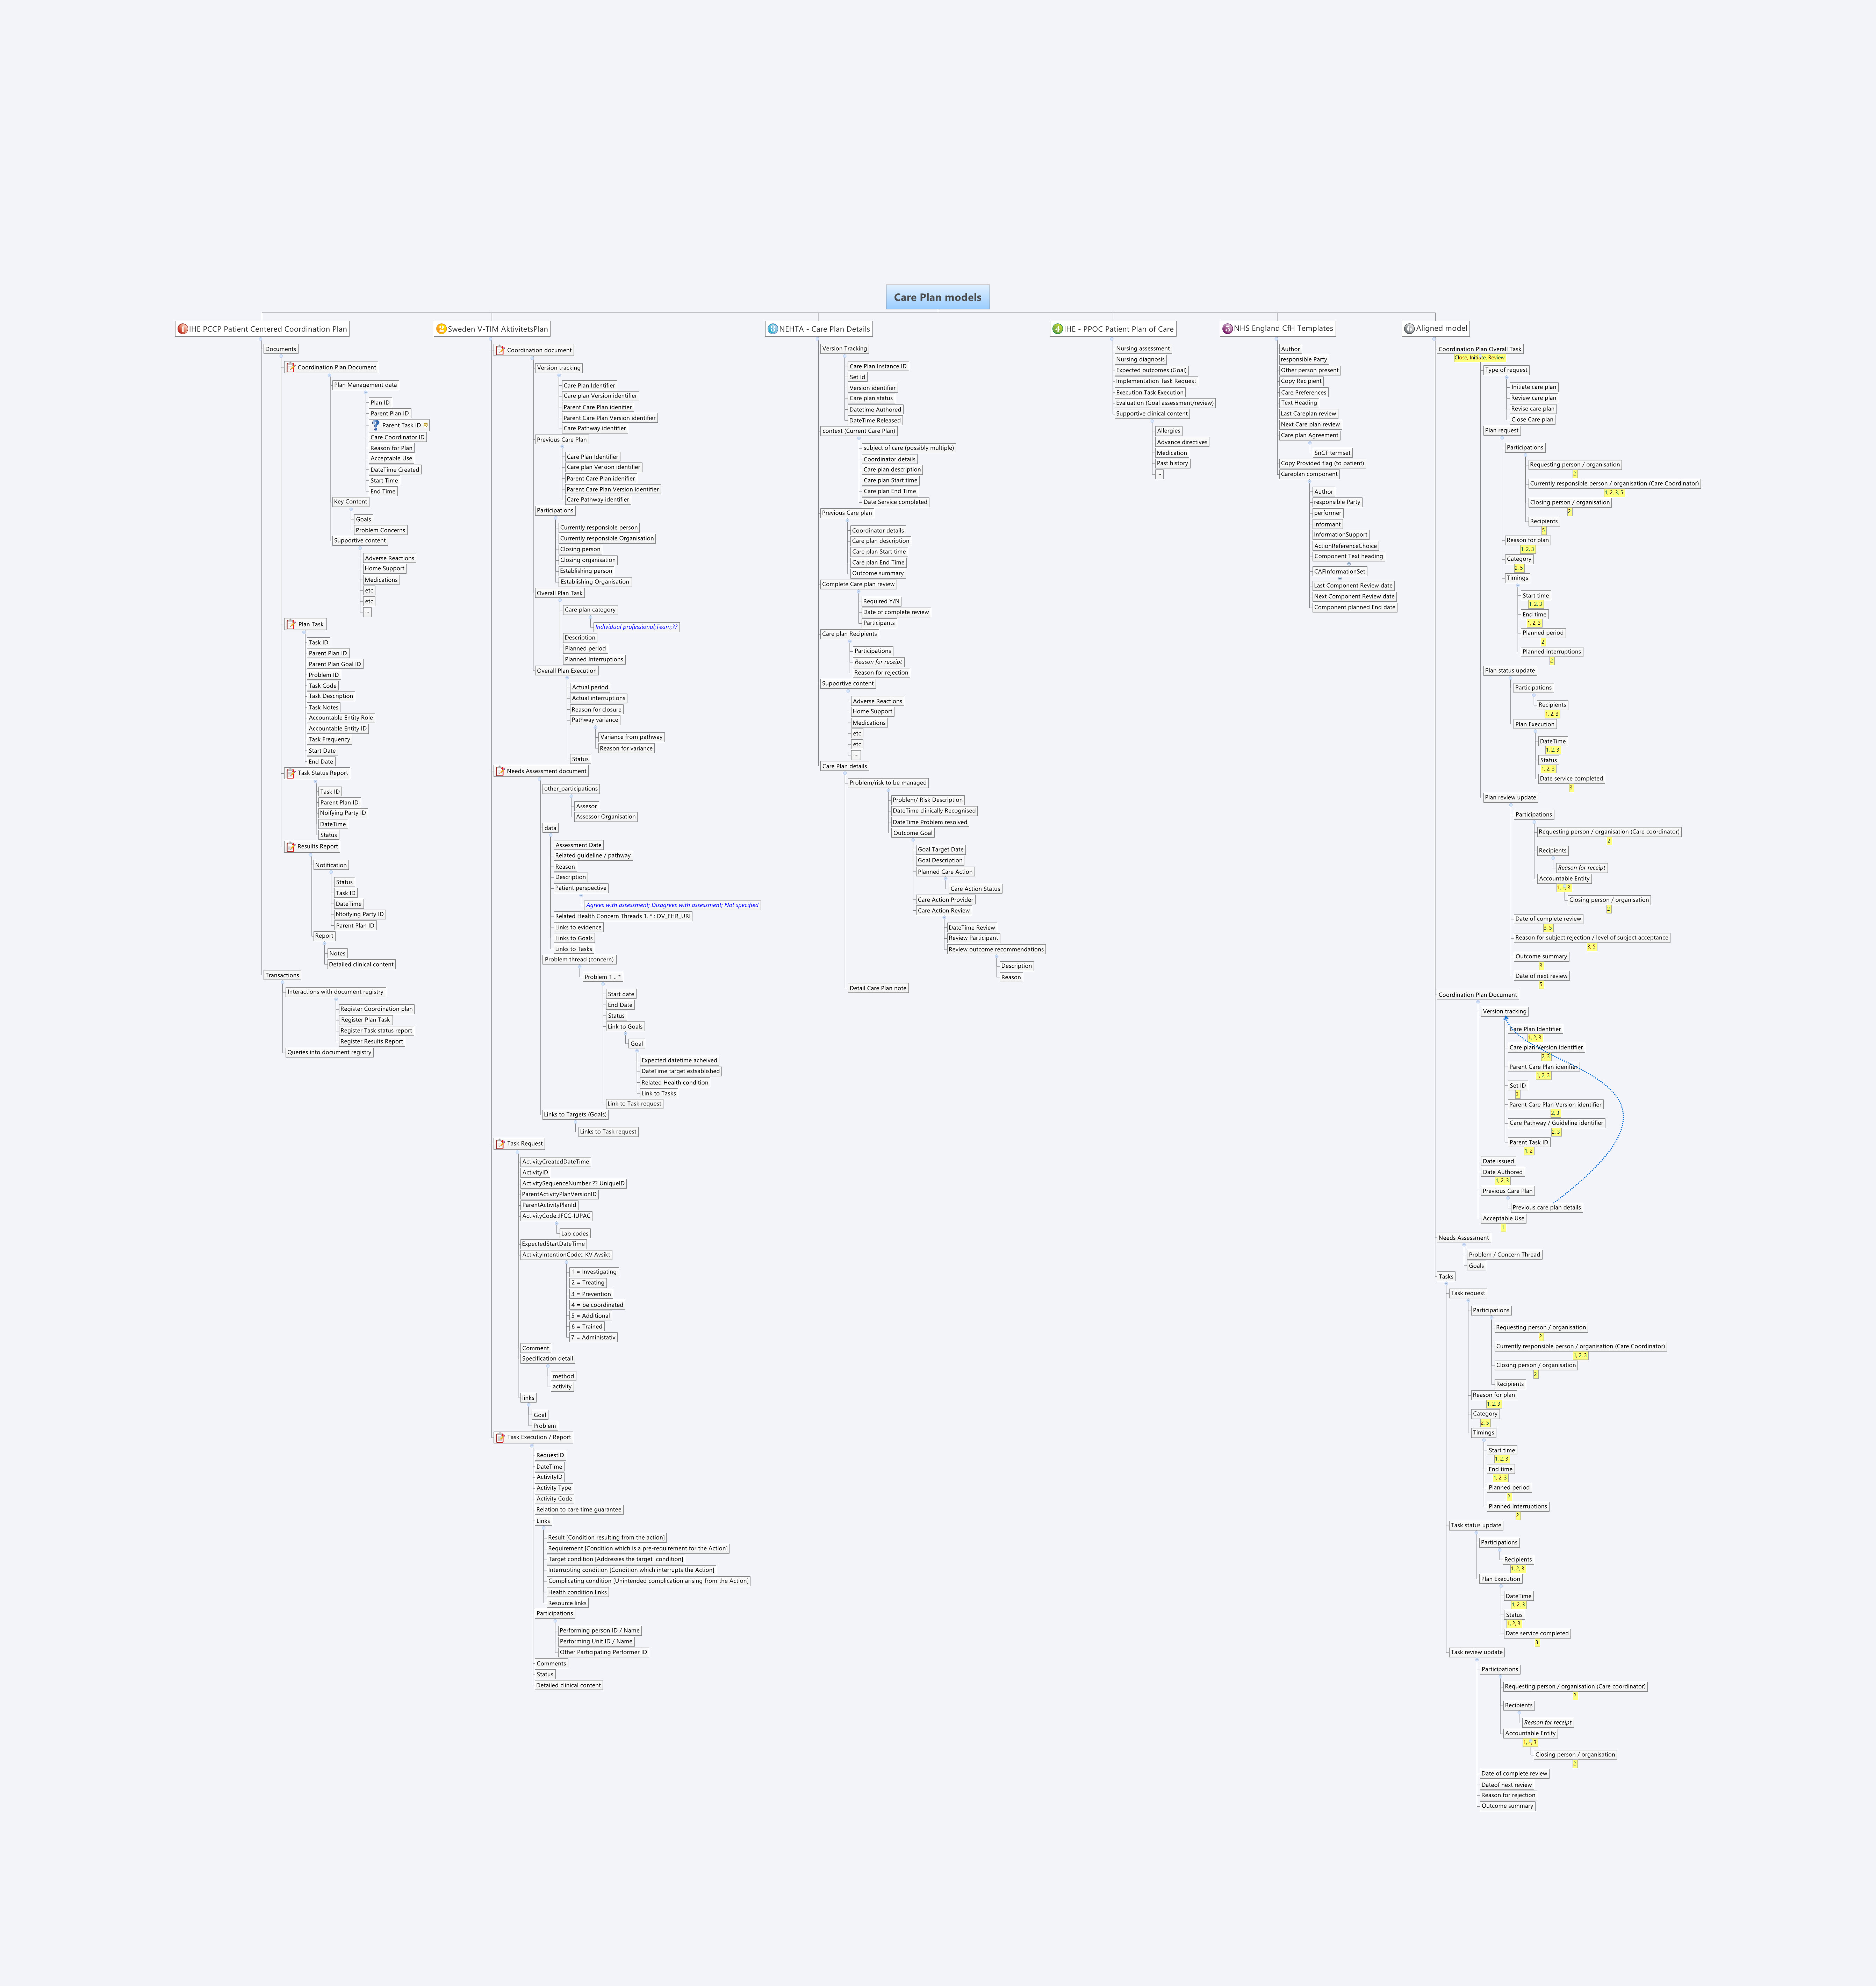 Care Plan models
1 IHE PCCP Patient Centered Coordination Plan
Documents
Coordination Plan Document
Plan Management data
Plan ID
Parent Plan ID
? Parent Task ID
Care Coordinator ID
Reason for Plan
Acceptable Use
DateTime Created
Start Time
End Time
Key Content
Goals
Problem Concerns
Supportive content
Adverse Reactions
Home Support
Medications
etc
etc
...
Plan Task
Task ID
Parent Plan ID
Parent Plan Goal ID
Problem ID
Task Code
Task Description
Task Notes
Accountable Entity Role
Accountable Entity ID
Task Frequency
Start Date
End Date
Task Status Report
Task ID
Parent Plan ID
Noifying Party ID
DateTime
Status
Resuilts Report
Notification
Status
Task ID
DateTime
Ntoifying Party ID
Parent Plan ID
Report
Notes
Detailed clinical content
Transactions
Interactions with document registry
Register Coordination plan
Register Plan Task
Register Task status report
Register Results Report
Queries into document registry
2 Sweden V-TIM AktivitetsPlan
Coordination document
Version tracking
Care Plan Identifier
Care plan Version identifier
Parent Care Plan idenifier
Parent Care Plan Version identifier
Care Pathway identifier
Previous Care Plan
Care Plan Identifier
Care plan Version identifier
Parent Care Plan idenifier
Parent Care Plan Version identifier
Care Pathway identifier
Participations
Currently responsible person
Currently responsible Organisation
Closing person
Closing organisation
Establishing person
Establishing Organisation
Overall Plan Task
Care plan category
Individual professional;Team;??
Description
Planned period
Planned Interruptions
Overall Plan Execution
Actual period
Actual interruptions
Reason for closure
Pathway variance
Variance from pathway
Reason for variance
Status
Needs Assessment document
other_participations
Assessor
Assessor Organisation
data
Assessment Date
Related guideline / pathway
Reason
Description
Patient perspective
Agrees with assessment; Disagrees with assessment; Not specified
Related Health Concern Threads 1..* : DV_EHR_URI
Links to evidence
Links to Goals
Links to Tasks
Problem thread (concern)
Problem 1 .. *
Start date
End Date
Status
Link to Goals
Goal
Expected datetime acheived
DateTime target estsablished
Related Health condition
Link to Tasks
Link to Task request
Links to Targets (Goals)
Links to Task request
Task Request
ActivityCreatedDateTime
ActivityID
ActivitySequenceNumber ?? UniqueID
ParentActivityPlanVersionID
ParentActivityPlanId
ActivityCode::IFCC-IUPAC
Lab codes
ExpectedStartDateTime
ActivityIntentionCode:: KV Avsikt
1 = Investigating
2 = Treating
3 = Prevention
4 = be coordinated
5 = Additional
6 = Trained
7 = Administativ
Comment
Specification detail
method
activity
links
Goal
Problem
Task Execution / Report
RequestID
DateTime
ActivityID
Activity Type
Activity Code
Relation to care time guarantee
Links
Result [Condition resulting from the action]
Requirement [Condition which is a pre-requirement for the Action]
Target condition [Addresses the target condition]
Interrupting condition [Condition which interrupts the Action]
Complicating condition [Unintended complication arising from the Action]
Health condition links
Resource links
Participations
Performing person ID / Name
Performing Unit ID / Name
Other Participating Performer ID
Comments
Status
Detailed clinical content
3 NEHTA - Care Plan Details
Version Tracking
Care Plan Instance ID
Set Id
Version identifier
Care plan status
Datetime Authored
DateTime Released
context (Current Care Plan)
subject of care (possibly multiple)
Coordinator details
Care plan description
Care plan Start time
Care plan End Time
Date Service completed
Previous Care plan
Coordinator details
Care plan description
Care plan Start time
Care plan End Time
Outcome summary
Complete Care plan review
Required Y/N
Date of complete review
Participants
Care plan Recipients
Participations
Reason for receipt
Reason for rejection
Supportive content
Adverse Reactions
Home Support
Medications
etc
etc
...
Care Plan details
Problem/risk to be managed
Problem/ Risk Description
DateTime clinically Recognised
DateTime Problem resolved
Outcome Goal
Goal Target Date
Goal Description
Planned Care Action
Care Action Status
Care Action Provider
Care Action Review
DateTime Review
Review Participant
Review outcome recommendations
Description
Reason
Detail Care Plan note
4 IHE - PPOC Patient Plan of Care
Nursing assessment
Nursing diagnosis
Expected outcomes (Goal)
Implementation Task Request
Execution Task Execution
Evaluation (Goal assessment/review)
Supportive clinical content
Allergies
Advance directives
Medication
Past history
...
5 NHS England CfH Templates
Author
responsible Party
Other person present
Copy Recipient
Care Preferences
Text Heading
Last Careplan review
Next Care plan review
Care plan Agreement
SnCT termset
Copy Provided flag (to patient)
Careplan component
Author
responsible Party
performer
informant
InformationSupport
ActionReferenceChoice
Component Text heading
CAFInformationSet
Last Component Review date
Next Component Review date
Component planned End date
6 Aligned model
Coordination Plan Overall Task
Close, Initiate, Review
Type of request
Initiate care plan
Review care plan
Revise care plan
Close Care plan
Plan request
Participations
Requesting person / organisation
2
Currently responsible person / organisation (Care Coordinator)
1, 2, 3, 5
Closing person / organisation
2
Recipients
5
Reason for plan
1, 2, 3
Category
2, 5
Timings
Start time
1, 2, 3
End time
1, 2, 3
Planned period
2
Planned Interruptions
2
Plan status update
Participations
Recipients
1, 2, 3
Plan Execution
DateTime
1, 2, 3
Status
1, 2, 3
Date service completed
3
Plan review update
Participations
Requesting person / organisation (Care coordinator)
2
Recipients
Reason for receipt
Accountable Entity
1, 2, 3
Closing person / organisation
2
Date of complete review
3, 5
Reason for subject rejection / level of subject acceptance
3, 5
Outcome summary
3
Date of next review
5
Coordination Plan Document
Version tracking
Care Plan Identifier
1, 2, 3
Care plan Version identifier
2, 3
Parent Care Plan idenifier
1, 2, 3
Set ID
3
Parent Care Plan Version identifier
2, 3
Care Pathway / Guideline identifier
2, 3
Parent Task ID
1, 2
Date issued
Date Authored
1, 2, 3
Previous Care Plan
Previous care plan details
Acceptable Use
1
Needs Assessment
Problem / Concern Thread
Goals
Tasks
Task request
Participations
Requesting person / organisation
2
Currently responsible person / organisation (Care Coordinator)
1, 2, 3
Closing person / organisation
2
Recipients
Reason for plan
1, 2, 3
Category
2, 5
Timings
Start time
1, 2, 3
End time
1, 2, 3
Planned period
2
Planned Interruptions
2
Task status update
Participations
Recipients
1, 2, 3
Plan Execution
DateTime
1, 2, 3
Status
1, 2, 3
Date service completed
3
Task review update
Participations
Requesting person / organisation (Care coordinator)
2
Recipients
Reason for receipt
Accountable Entity
1, 2, 3
Closing person / organisation
2
Date of complete review
Dateof next review
Reason for rejection
Outcome summary